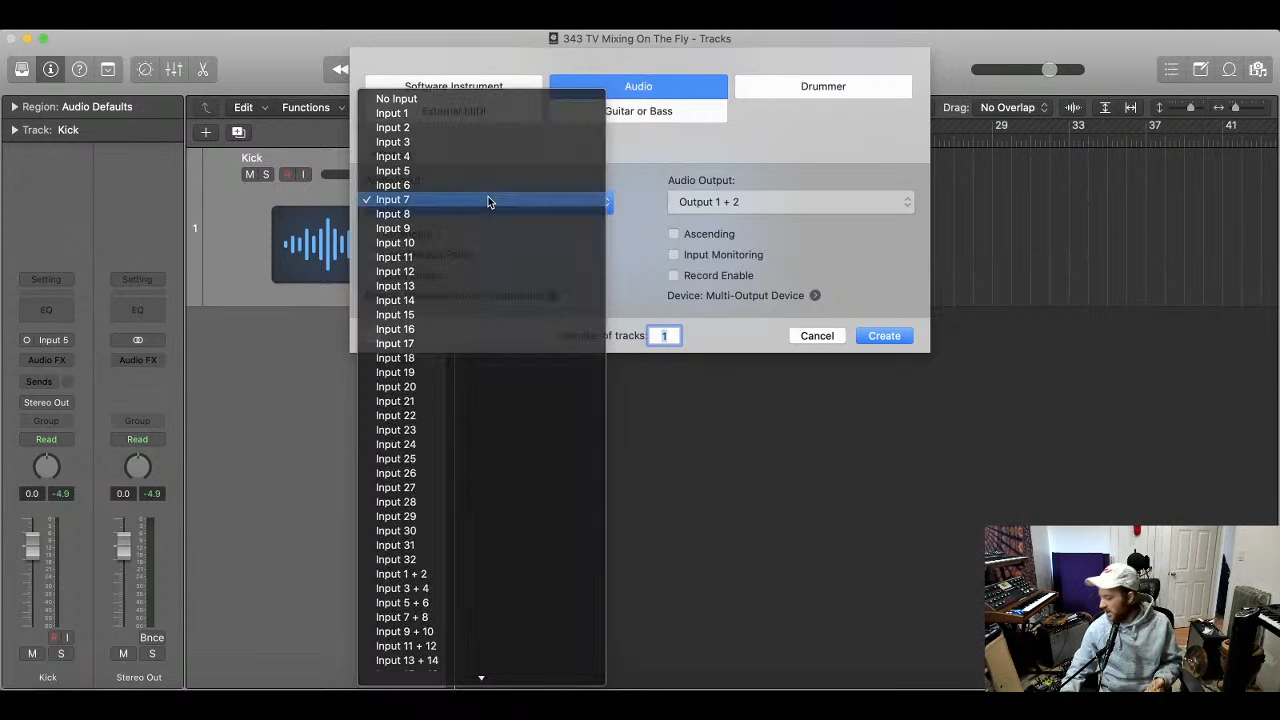 343 TV Mixing On The Fly - Tracks
Region: Audio Defaults
Track: Kick
Edit
Functions
Software Instrument
Audio
Drummer
External MIDI
Guitar or Bass
Drag: No Overlap
29
33
37
41
Kick
M S R I
1
No Input
Input 1
Input 2
Input 3
Input 4
Input 5
Input 6
✓ Input 7
Input 8
Input 9
Input 10
Input 11
Input 12
Input 13
Input 14
Input 15
Input 16
Input 17
Input 18
Input 19
Input 20
Input 21
Input 22
Input 23
Input 24
Input 25
Input 26
Input 27
Input 28
Input 29
Input 30
Input 31
Input 32
Input 1 + 2
Input 3 + 4
Input 5 + 6
Input 7 + 8
Input 9 + 10
Input 11 + 12
Input 13 + 14
Audio Output:
Output 1 + 2
Ascending
Input Monitoring
Record Enable
Device: Multi-Output Device
of tracks: 1
Cancel
Create
Setting
Setting
EQ
EQ
Input 5
Audio FX
Audio FX
Sends
Stereo Out
Group
Group
Read
Read
0.0
-4.9
0.0
-4.9
R I
Bnce
M S
M S
Kick
Stereo Out